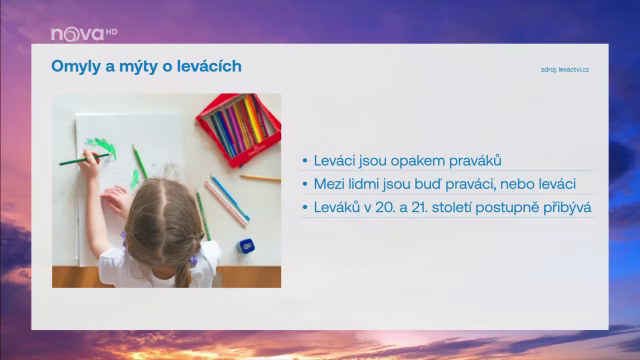 nova HD
Omyly a mýty o levácích
zdroj: leváctví.cz
• Leváci jsou opakem praváků
• Mezi lidmi jsou buď praváci, nebo leváci
• Leváků v 20. a 21. století postupně přibývá